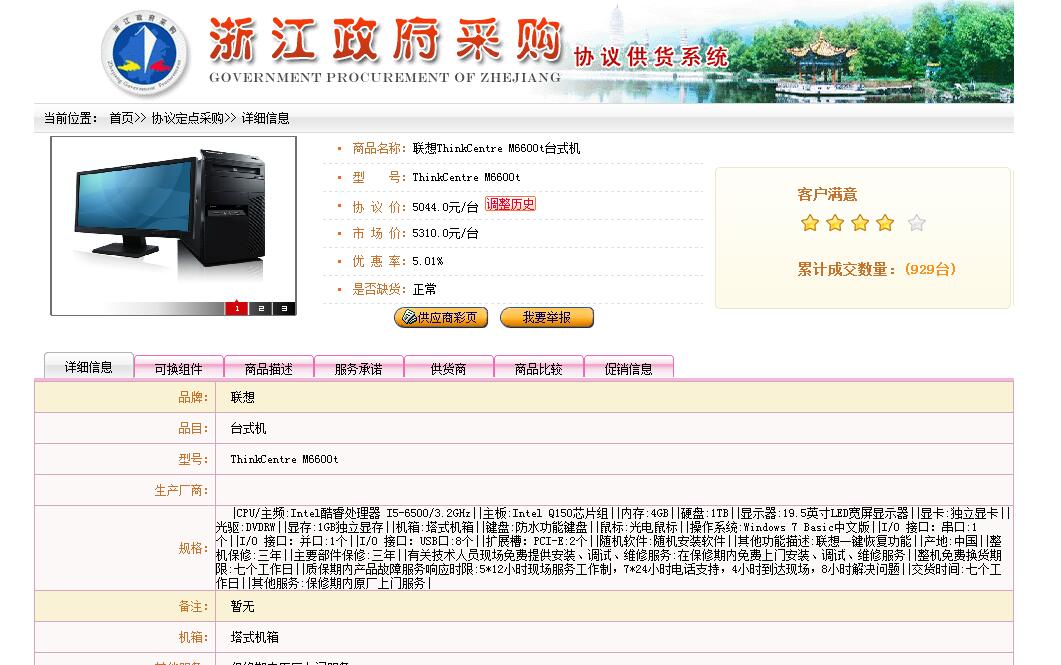 浙江政府采购
GOVERNMENT PROCUREMENT OF ZHEJIANG
协议供货系统
当前位置： 首页>> 协议定点采购>> 详细信息
商品名称: 联想ThinkCentre M6600t台式机
型 号: ThinkCentre M6600t
协 议 价: 5044.0元/台 调整历史
市 场 价: 5310.0元/台
优 惠 率: 5.01%
是否缺货: 正常
1 2 3
供应商彩页 我要举报
客户满意
累计成交数量：(929台)
详细信息 可换组件 商品描述 服务承诺 供货商 商品比较 促销信息
品牌: 联想
品目: 台式机
型号: ThinkCentre M6600t
生产厂商:
规格:
|CPU/主频:Intel酷睿处理器 I5-6500/3.2GHz||主板:Intel Q150芯片组||内存:4GB||硬盘:1TB||显示器:19.5英寸LED宽屏显示器||显卡:独立显卡||
光驱:DVDRW||显存:1GB独立显存||机箱:塔式机箱||键盘:防水功能键盘||鼠标:光电鼠标||操作系统:Windows 7 Basic中文版||I/O 接口: 串口:1
个||I/O 接口: 并口:1个||I/O 接口: USB口:8个||扩展槽: PCI-E:2个||随机软件:随机安装软件||其他功能描述:联想一键恢复功能||产地:中国||整
机保修:三年||主要部件保修:三年||有关技术人员现场免费提供安装、调试、维修服务:在保修期内免费上门安装、调试、维修服务||整机免费换货期
限:七个工作日||质保期内产品故障服务响应时限:5*12小时现场服务工作制，7*24小时电话支持，4小时到达现场，8小时解决问题||交货时间:七个工
作日||其他服务:保修期内原厂上门服务|
备注: 暂无
机箱: 塔式机箱